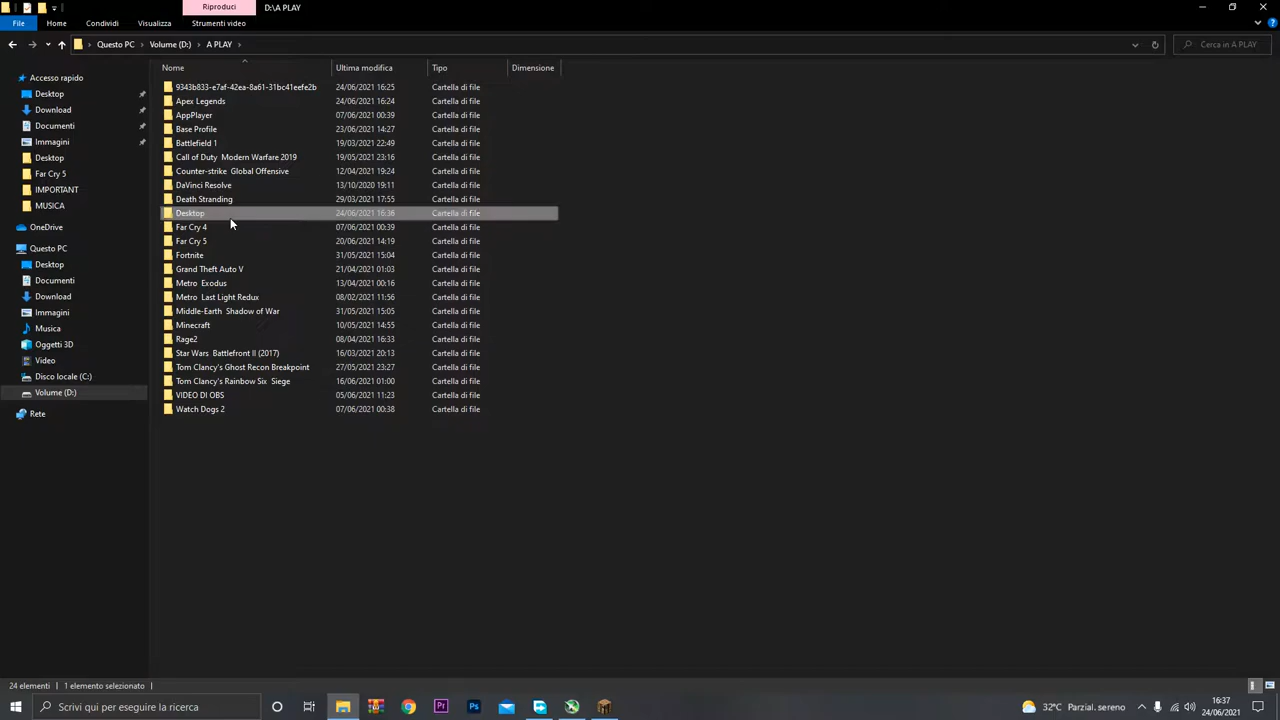 Riproduci
D:\A PLAY
File
Home
Condividi
Visualizza
Strumenti video
Questo PC
Volume (D:)
A PLAY
Cerca in A PLAY
Nome
Ultima modifica
Tipo
Dimensione
Accesso rapido
Desktop
Download
Documenti
Immagini
Desktop
Far Cry 5
IMPORTANT
MUSICA
OneDrive
Questo PC
Desktop
Documenti
Download
Immagini
Musica
Oggetti 3D
Video
Disco locale (C:)
Volume (D:)
Rete
9343b833-e7af-42ea-8a61-31bc41eefe2b 24/06/2021 16:25 Cartella di file
Apex Legends 24/06/2021 16:24 Cartella di file
AppPlayer 07/06/2021 00:39 Cartella di file
Base Profile 23/06/2021 14:27 Cartella di file
Battlefield 1 19/03/2021 22:49 Cartella di file
Call of Duty Modern Warfare 2019 19/05/2021 23:16 Cartella di file
Counter-strike Global Offensive 12/04/2021 19:24 Cartella di file
DaVinci Resolve 13/10/2020 19:11 Cartella di file
Death Stranding 29/03/2021 17:55 Cartella di file
Desktop 24/06/2021 16:36 Cartella di file
Far Cry 4 07/06/2021 00:39 Cartella di file
Far Cry 5 20/06/2021 14:19 Cartella di file
Fortnite 31/05/2021 15:04 Cartella di file
Grand Theft Auto V 21/04/2021 01:03 Cartella di file
Metro Exodus 13/04/2021 00:16 Cartella di file
Metro Last Light Redux 08/02/2021 11:56 Cartella di file
Middle-Earth Shadow of War 31/05/2021 15:05 Cartella di file
Minecraft 10/05/2021 14:55 Cartella di file
Rage2 08/04/2021 16:33 Cartella di file
Star Wars Battlefront II (2017) 16/03/2021 20:13 Cartella di file
Tom Clancy's Ghost Recon Breakpoint 27/05/2021 23:27 Cartella di file
Tom Clancy's Rainbow Six Siege 16/06/2021 01:00 Cartella di file
VIDEO DI OBS 05/06/2021 11:23 Cartella di file
Watch Dogs 2 07/06/2021 00:38 Cartella di file
24 elementi
1 elemento selezionato
Scrivi qui per eseguire la ricerca
Pr
Ps
32°C Parzial. sereno
16:37
24/06/2021